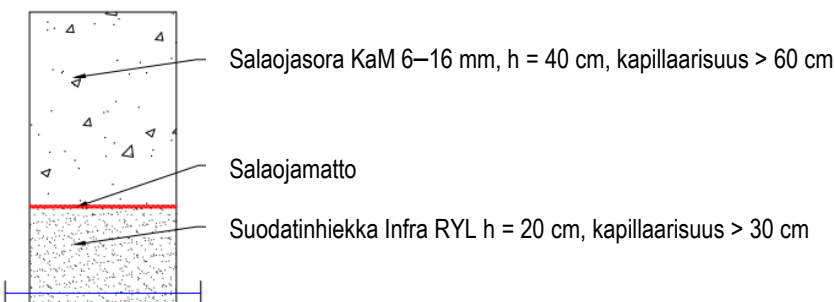 Salaojasora KaM 6–16 mm, h = 40 cm, kapillaarisuus > 60 cm
Salaojamatto
Suodatinhiekka Infra RYL h = 20 cm, kapillaarisuus > 30 cm